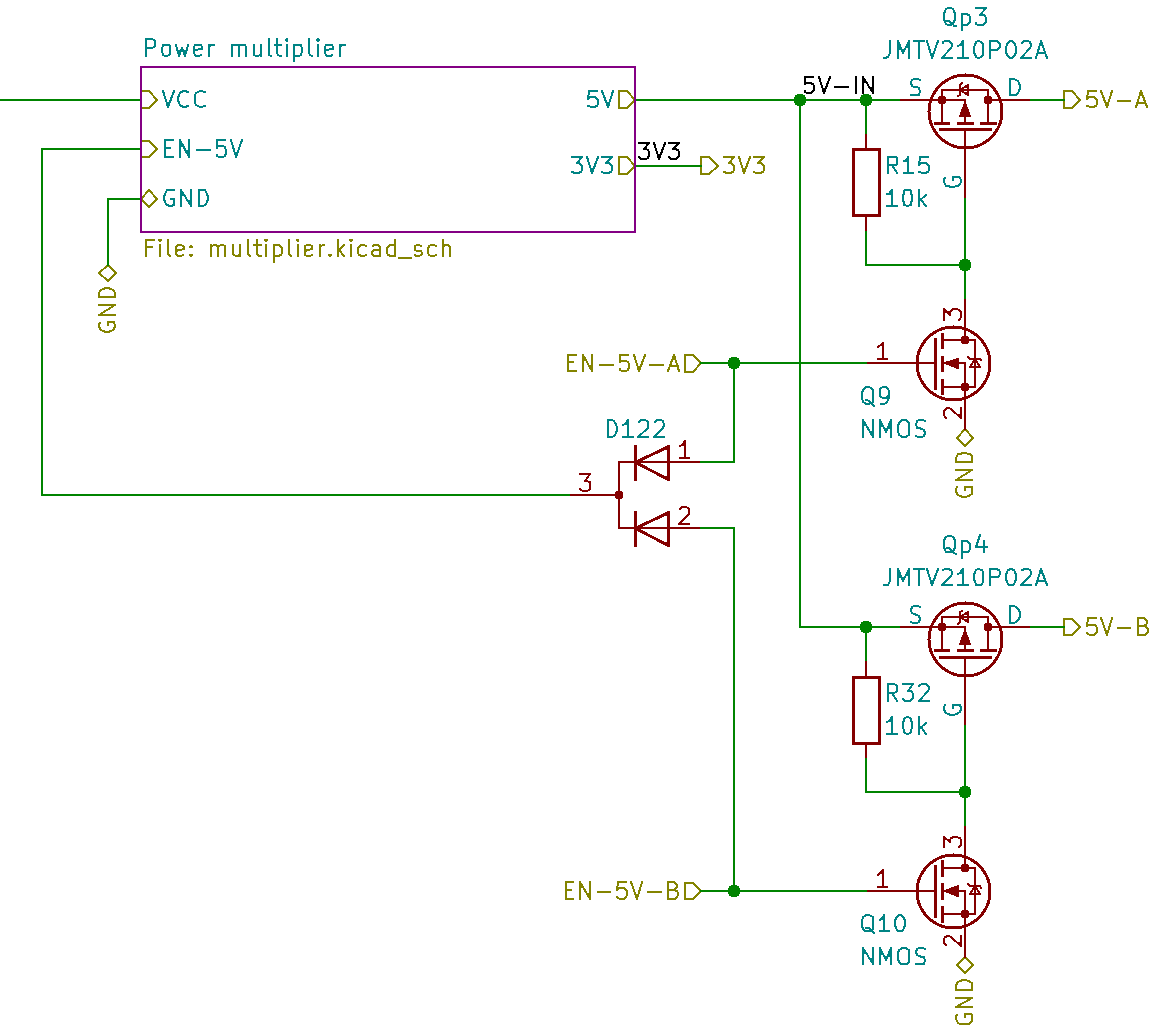 Qp3
JMTV210P02A
Power multiplier
VCC
5V
5V-IN
S
D
5V-A
EN-5V
3V3
3V3
3V3
R15
10k
G
GND
File: multiplier.kicad_sch
GND
3
EN-5V-A
1
Q9
NMOS
2
GND
D122
1
3
2
Qp4
JMTV210P02A
S
D
5V-B
R32
10k
G
3
EN-5V-B
1
Q10
NMOS
2
GND